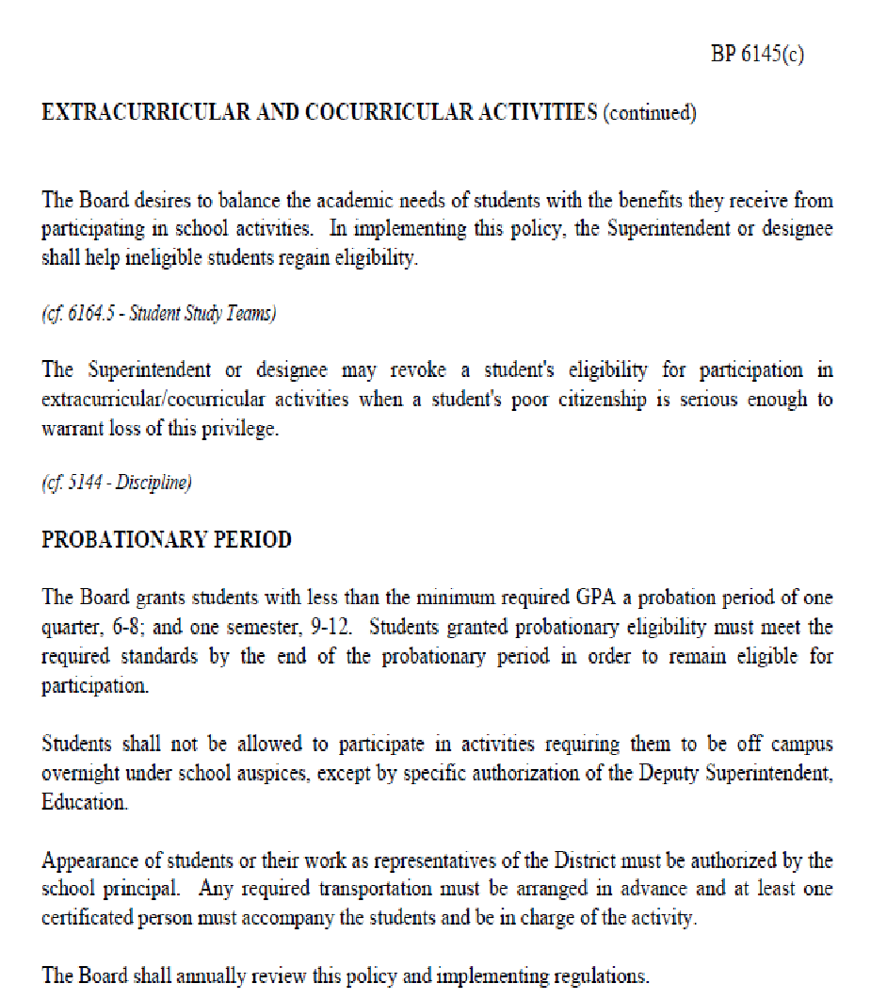 BP 6145(c)
EXTRACURRICULAR AND COCURRICULAR ACTIVITIES (continued)
The Board desires to balance the academic needs of students with the benefits they receive from
participating in school activities.  In implementing this policy, the Superintendent or designee
shall help ineligible students regain eligibility.
(cf. 6164.5 - Student Study Teams)
The Superintendent or designee may revoke a student's eligibility for participation in
extracurricular/cocurricular activities when a student's poor citizenship is serious enough to
warrant loss of this privilege.
(cf. 5144 - Discipline)
PROBATIONARY PERIOD
The Board grants students with less than the minimum required GPA a probation period of one
quarter, 6-8; and one semester, 9-12.  Students granted probationary eligibility must meet the
required standards by the end of the probationary period in order to remain eligible for
participation.
Students shall not be allowed to participate in activities requiring them to be off campus
overnight under school auspices, except by specific authorization of the Deputy Superintendent,
Education.
Appearance of students or their work as representatives of the District must be authorized by the
school principal.  Any required transportation must be arranged in advance and at least one
certificated person must accompany the students and be in charge of the activity.
The Board shall annually review this policy and implementing regulations.